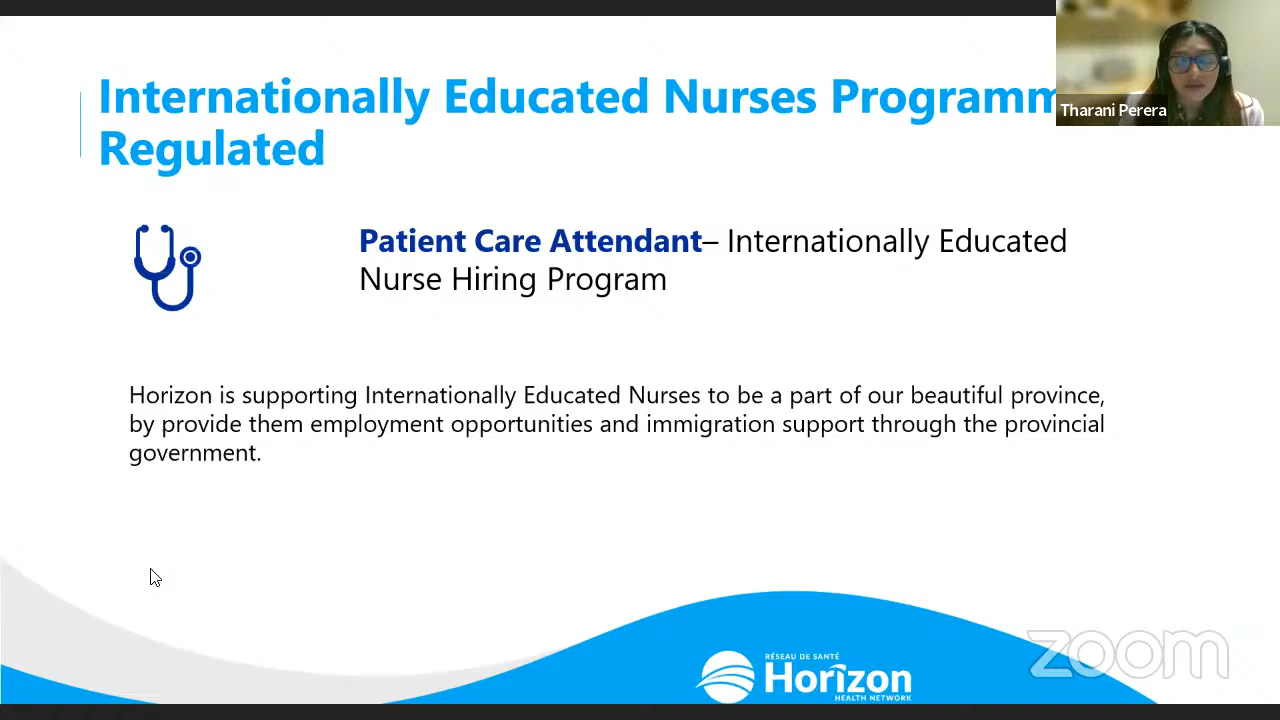 Internationally Educated Nurses Programm
Regulated
Tharani Perera
Patient Care Attendant– Internationally Educated
Nurse Hiring Program
Horizon is supporting Internationally Educated Nurses to be a part of our beautiful province,
by provide them employment opportunities and immigration support through the provincial
government.
zoom
RÉSEAU DE SANTÉ
Horizon
HEALTH NETWORK